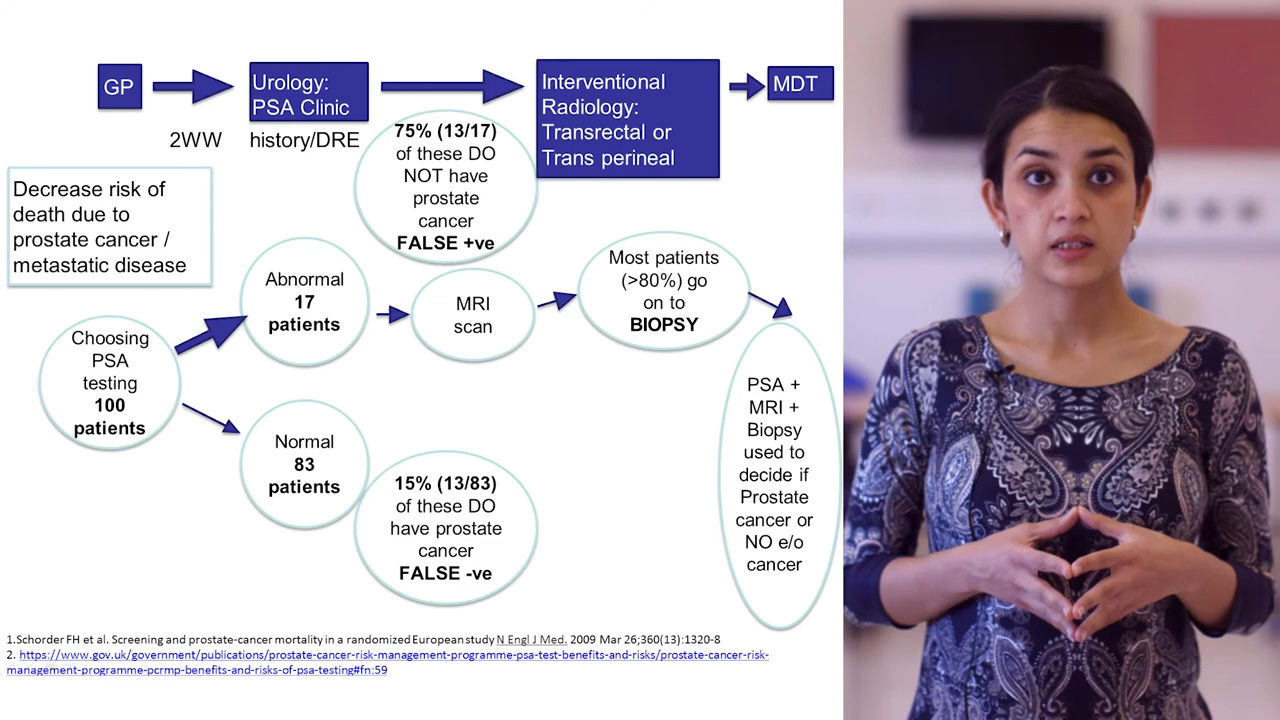 GP
Urology:
PSA Clinic
Interventional
Radiology:
Transrectal or
Trans perineal
MDT
2WW
history/DRE
75% (13/17)
of these DO
NOT have
prostate
cancer
FALSE +ve
Decrease risk of
death due to
prostate cancer /
metastatic disease
Abnormal
17
patients
MRI
scan
Most patients
(>80%) go
on to
BIOPSY
Choosing
PSA
testing
100
patients
PSA +
MRI +
Biopsy
used to
decide if
Prostate
cancer or
NO e/o
cancer
Normal
83
patients
15% (13/83)
of these DO
have prostate
cancer
FALSE -ve
1.Schorder FH et al. Screening and prostate-cancer mortality in a randomized European study N Engl J Med. 2009 Mar 26;360(13):1320-8
2. https://www.gov.uk/government/publications/prostate-cancer-risk-management-programme-psa-test-benefits-and-risks/prostate-cancer-risk-
management-programme-pcrmp-benefits-and-risks-of-psa-testing#fn:59